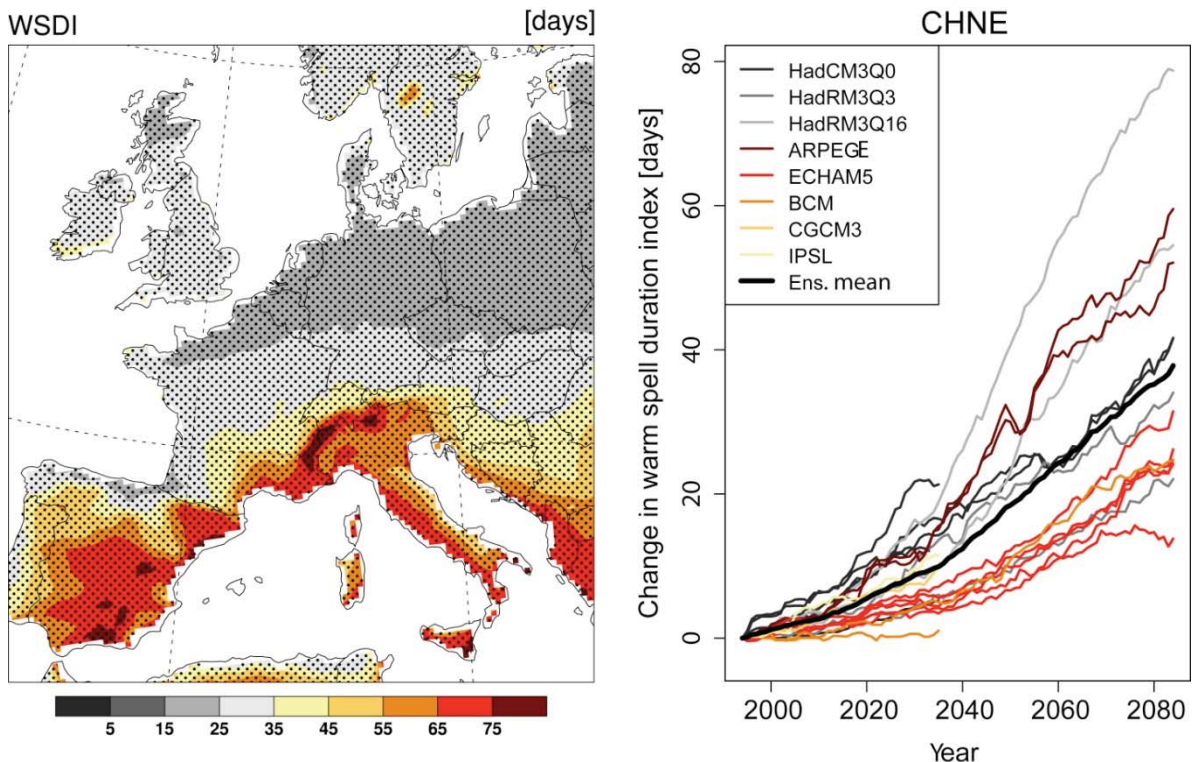 WSDI [days]
5 15 25 35 45 55 65 75
CHNE
Change in warm spell duration index [days]
80
60
40
20
0
HadCM3Q0
HadRM3Q3
HadRM3Q16
ARPEGE
ECHAM5
BCM
CGCM3
IPSL
Ens. mean
2000 2020 2040 2060 2080
Year